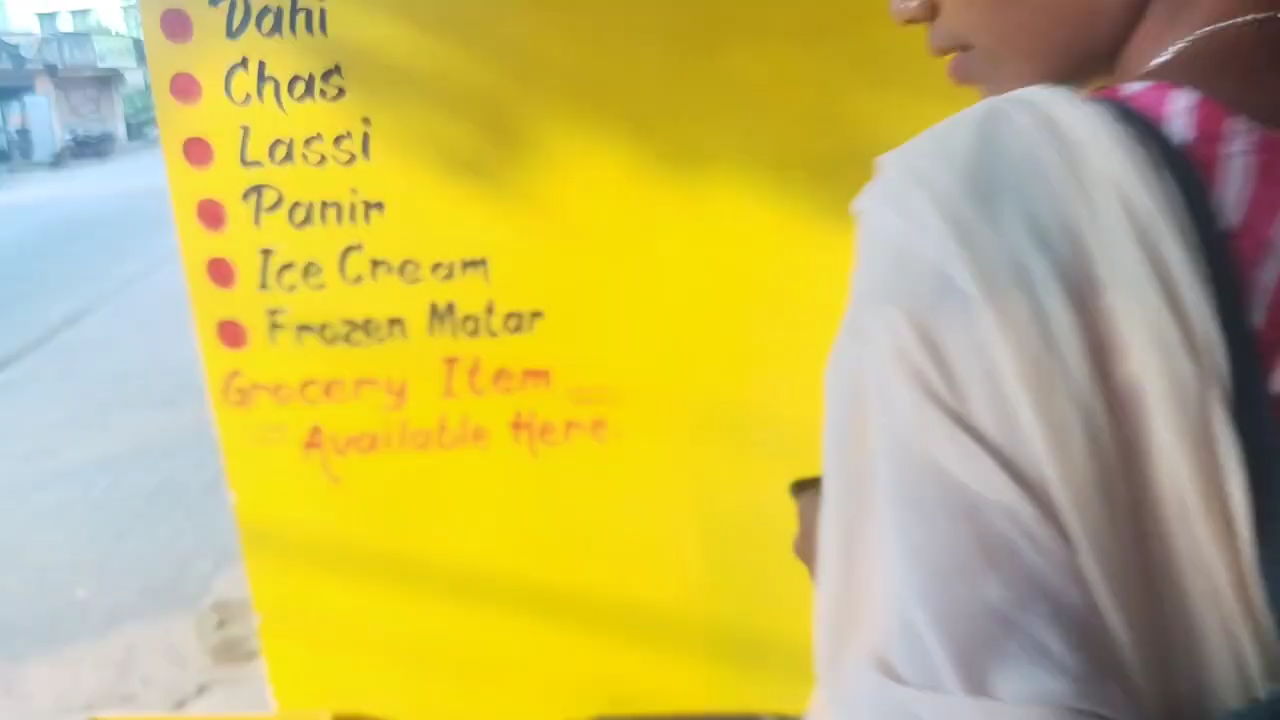 Dahi
Chas
Lassi
Panir
Ice Cream
Frozen Matar
Grocery Item
Available Here